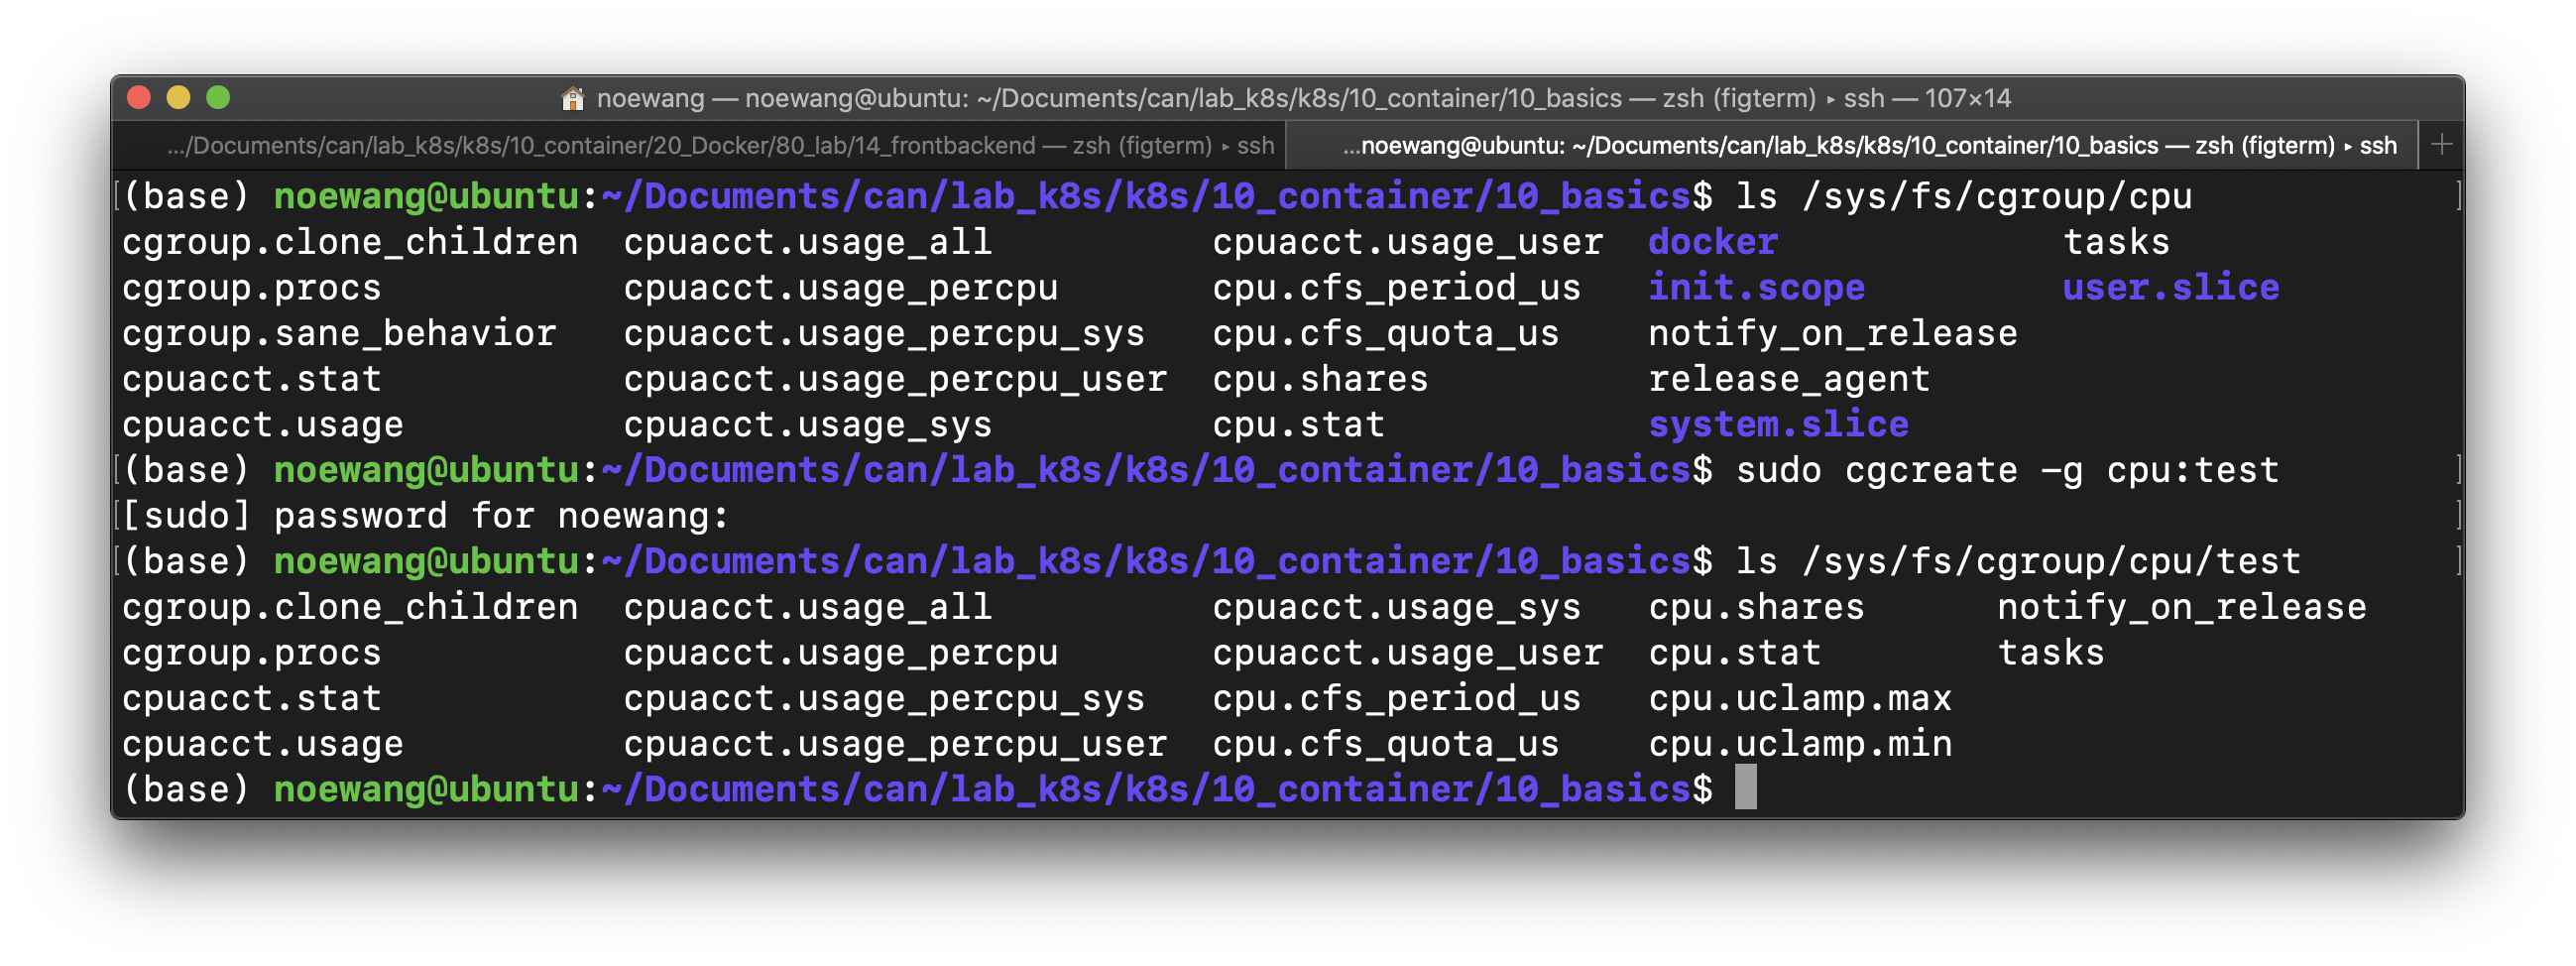 noewang — noewang@ubuntu: ~/Documents/can/lab_k8s/k8s/10_container/10_basics — zsh (figterm) ▸ ssh — 107×14
.../Documents/can/lab_k8s/k8s/10_container/20_Docker/80_lab/14_frontbackend — zsh (figterm) ▸ ssh ...noewang@ubuntu: ~/Documents/can/lab_k8s/k8s/10_container/10_basics — zsh (figterm) ▸ ssh +
[(base) noewang@ubuntu:~/Documents/can/lab_k8s/k8s/10_container/10_basics$ ls /sys/fs/cgroup/cpu ]
cgroup.clone_children cpuacct.usage_all cpuacct.usage_user docker tasks
cgroup.procs cpuacct.usage_percpu cpu.cfs_period_us init.scope user.slice
cgroup.sane_behavior cpuacct.usage_percpu_sys cpu.cfs_quota_us notify_on_release
cpuacct.stat cpuacct.usage_percpu_user cpu.shares release_agent
cpuacct.usage cpuacct.usage_sys cpu.stat system.slice
[(base) noewang@ubuntu:~/Documents/can/lab_k8s/k8s/10_container/10_basics$ sudo cgcreate -g cpu:test ]
[[sudo] password for noewang: ]
[(base) noewang@ubuntu:~/Documents/can/lab_k8s/k8s/10_container/10_basics$ ls /sys/fs/cgroup/cpu/test ]
cgroup.clone_children cpuacct.usage_all cpuacct.usage_sys cpu.shares notify_on_release
cgroup.procs cpuacct.usage_percpu cpuacct.usage_user cpu.stat tasks
cpuacct.stat cpuacct.usage_percpu_sys cpu.cfs_period_us cpu.uclamp.max
cpuacct.usage cpuacct.usage_percpu_user cpu.cfs_quota_us cpu.uclamp.min
(base) noewang@ubuntu:~/Documents/can/lab_k8s/k8s/10_container/10_basics$